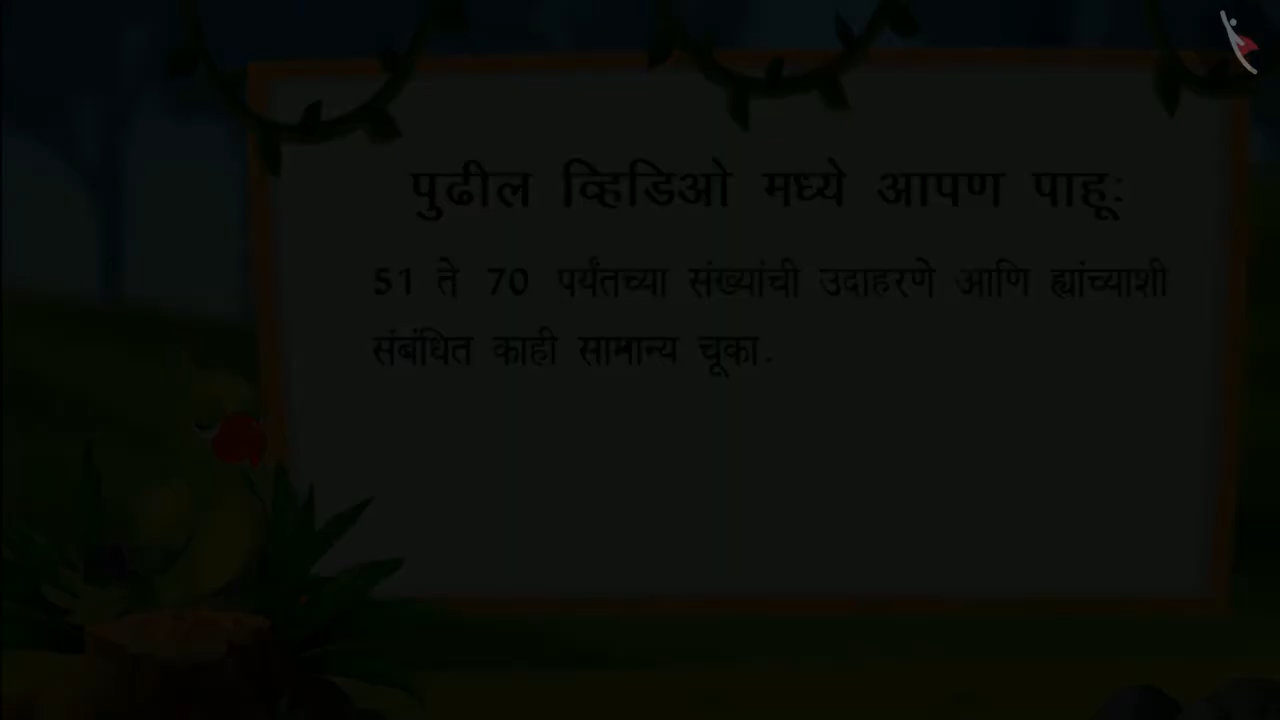 पुढील व्हिडिओ मध्ये आपण पाहू:
51 ते 70 पर्यंतच्या संख्यांची उदाहरणे आणि ह्यांच्याशी
संबंधित काही सामान्य चूका.